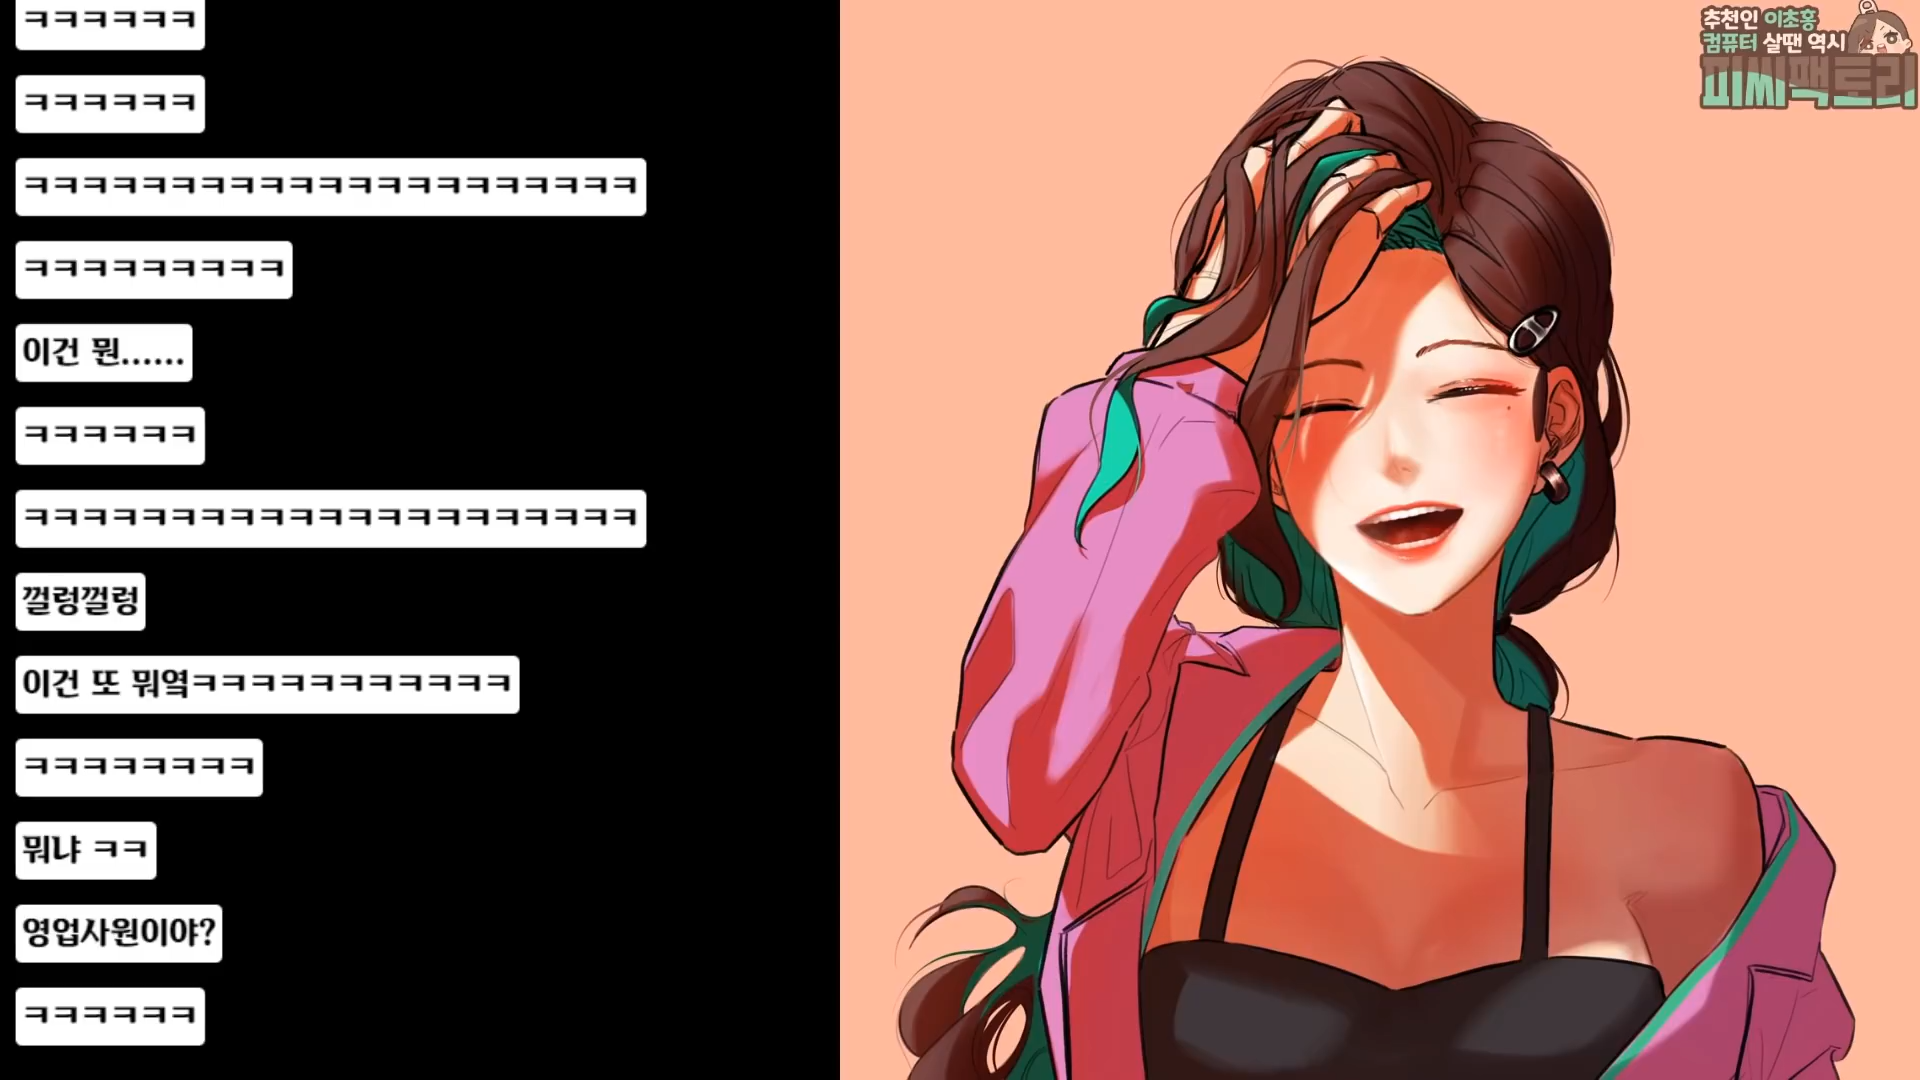 ㅋㅋㅋㅋㅋㅋ
ㅋㅋㅋㅋㅋㅋ
ㅋㅋㅋㅋㅋㅋㅋㅋㅋㅋㅋㅋㅋㅋㅋㅋㅋㅋㅋㅋㅋ
ㅋㅋㅋㅋㅋㅋㅋㅋㅋ
이건 뭔......
ㅋㅋㅋㅋㅋㅋ
ㅋㅋㅋㅋㅋㅋㅋㅋㅋㅋㅋㅋㅋㅋㅋㅋㅋㅋㅋㅋㅋ
껄렁껄렁
이건 또 뭐엌ㅋㅋㅋㅋㅋㅋㅋㅋㅋㅋㅋ
ㅋㅋㅋㅋㅋㅋㅋㅋ
뭐냐 ㅋㅋ
영업사원이야?
ㅋㅋㅋㅋㅋㅋ
추천인 이초홍
컴퓨터 살땐 역시
피씨팩토리